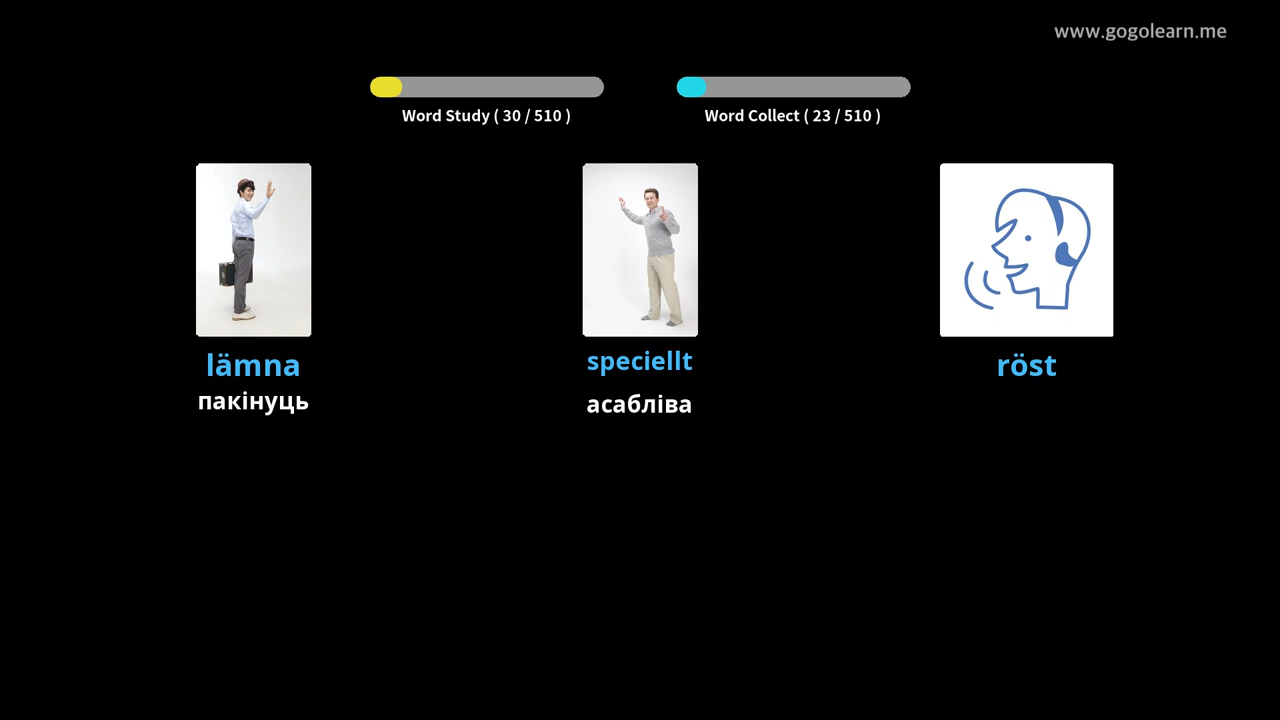 www.gogolearn.me
Word Study ( 30 / 510 )
Word Collect ( 23 / 510 )
lämna
speciellt
röst
пакінуць
асабліва